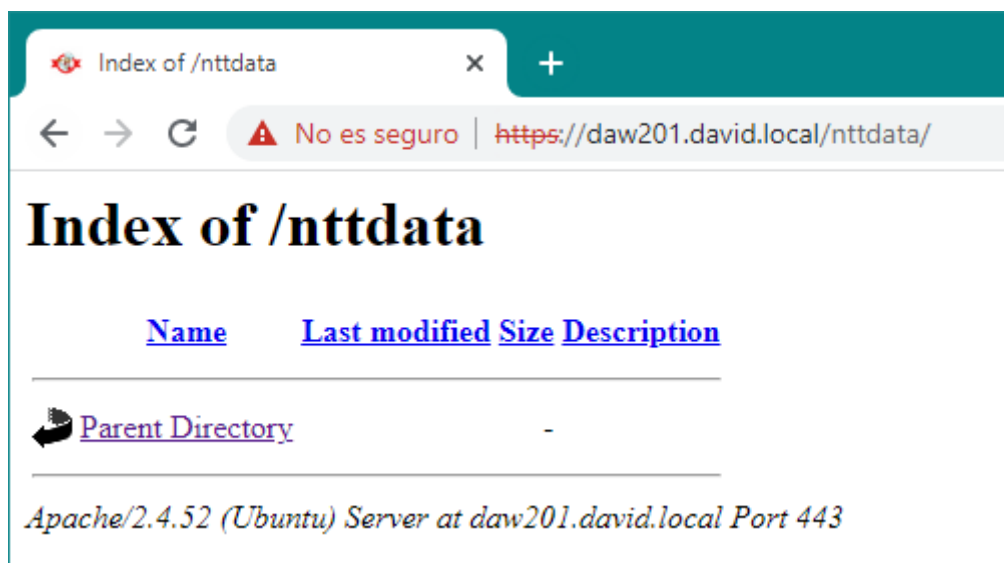 Index of /nttdata
No es seguro | https://daw201.david.local/nttdata/
Index of /nttdata
Name Last modified Size Description
Parent Directory -
Apache/2.4.52 (Ubuntu) Server at daw201.david.local Port 443